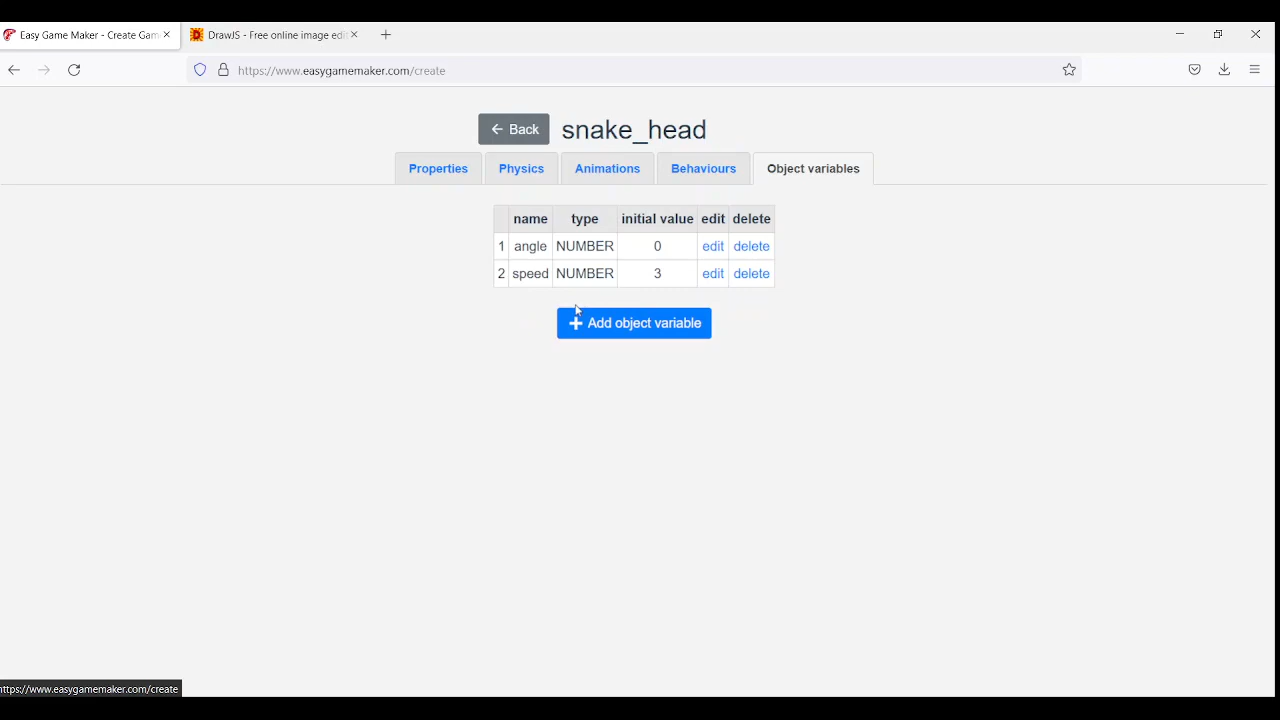 Easy Game Maker - Create Gam
DrawJS - Free online image edit
https://www.easygamemaker.com/create
Back
snake_head
Properties
Physics
Animations
Behaviours
Object variables
name type initial value edit delete
1 angle NUMBER 0 edit delete
2 speed NUMBER 3 edit delete
Add object variable
https://www.easygamemaker.com/create